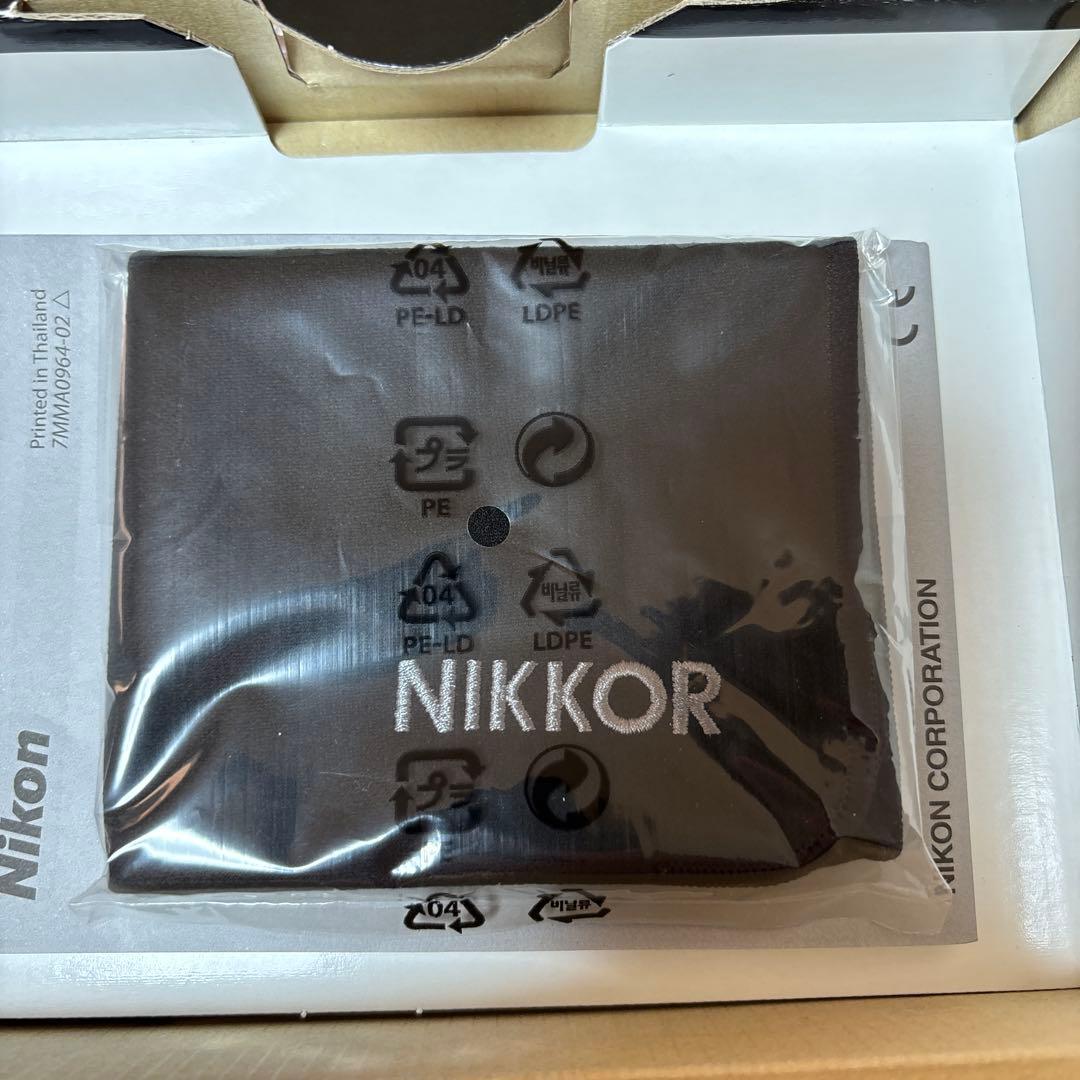 Printed in Thailand
7MMA0964-02 △
Nikon
04
PE-LD
비닐류
LDPE
プラ
PE
04
PE-LD
비닐류
LDPE
NIKKOR
プラ
04
비닐류
NIKON CORPORATION